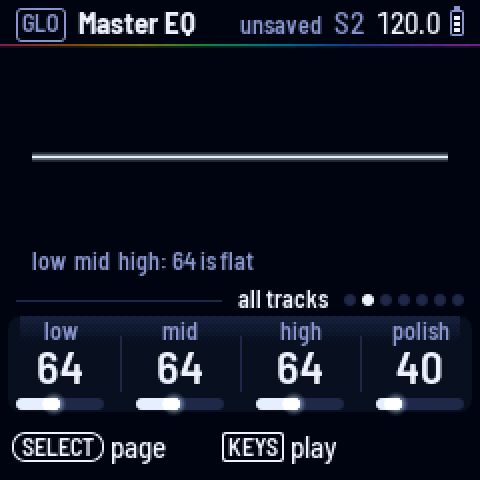 GLO Master EQ unsaved S2 120.0
low mid high: 64 is flat
all tracks
low mid high polish
64 64 64 40
SELECT page KEYS play